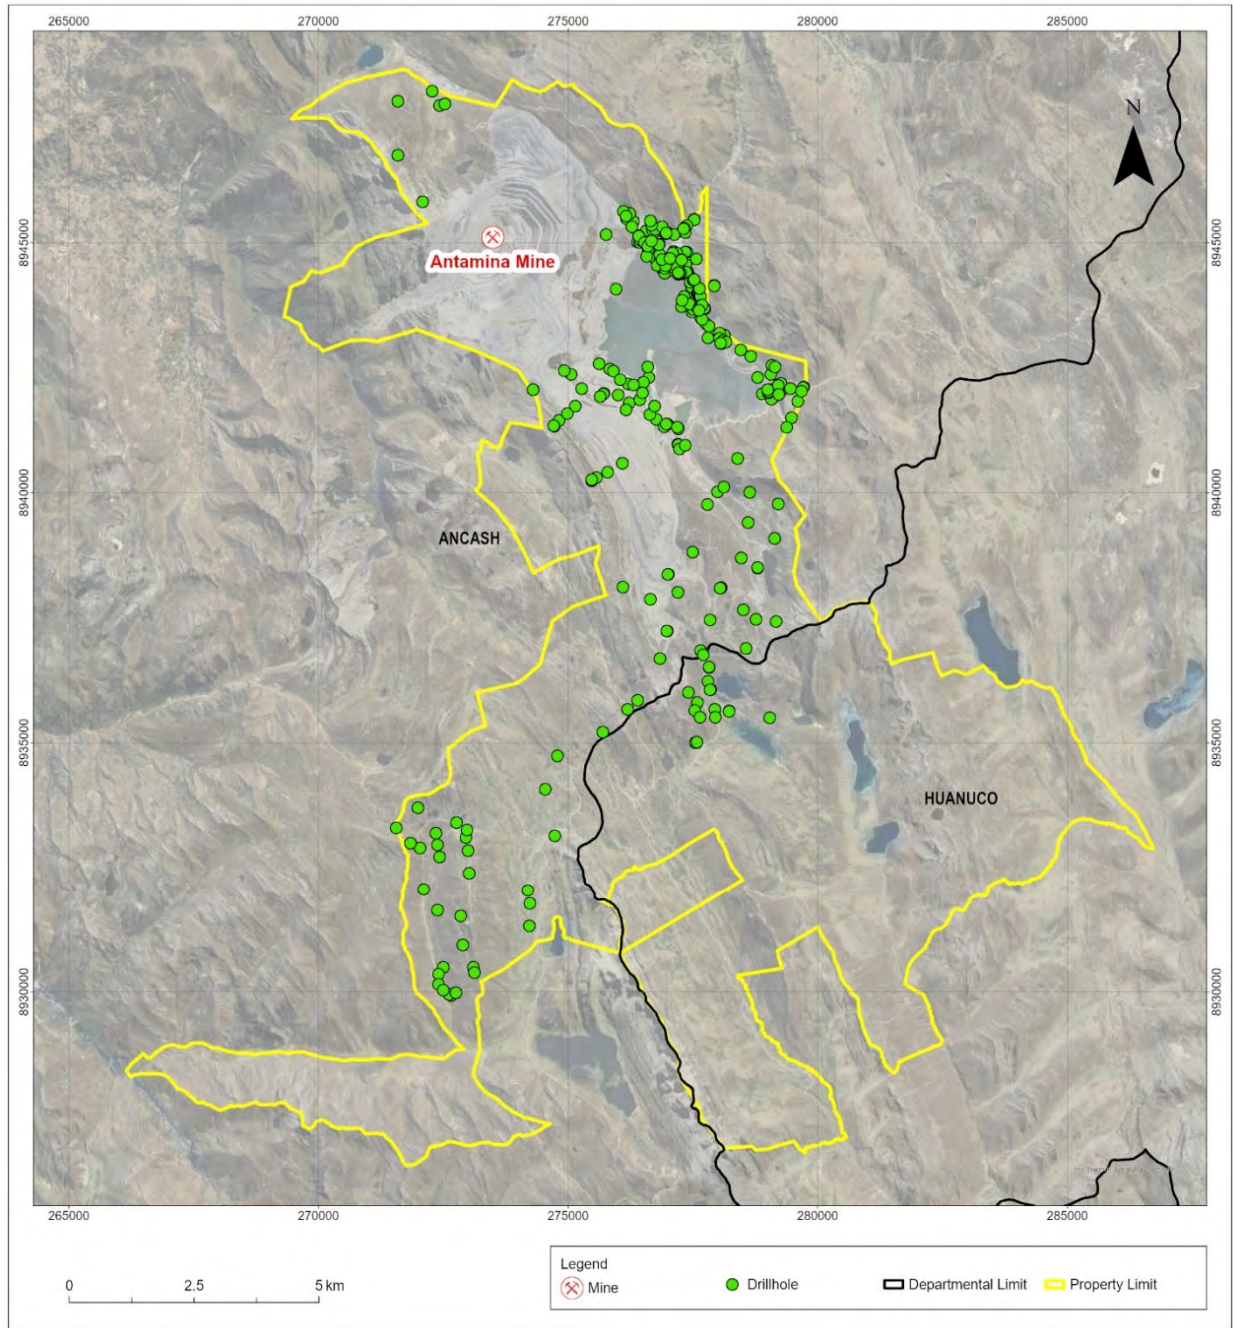 265000 270000 275000 280000 285000
N
8945000 8945000
Antamina Mine
8940000 8940000
ANCASH
8935000 8935000
HUANUCO
8930000 8930000
265000 270000 275000 280000 285000
0 2.5 5 km
Legend
Mine Drillhole Departmental Limit Property Limit